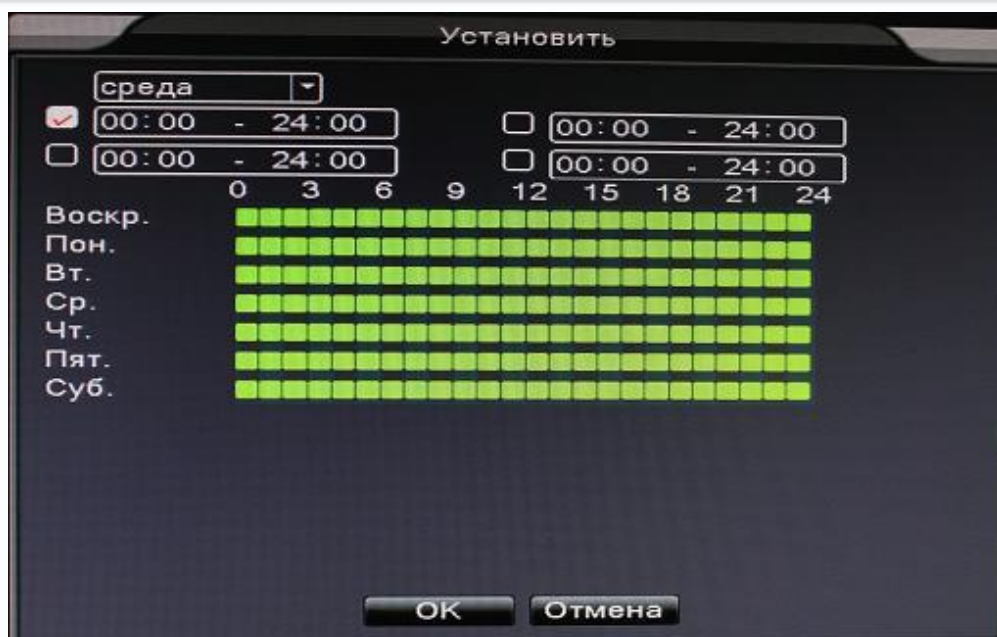 Установить
среда
00:00 - 24:00 00:00 - 24:00
00:00 - 24:00 00:00 - 24:00
0 3 6 9 12 15 18 21 24
Воскр.
Пон.
Вт.
Ср.
Чт.
Пят.
Суб.
OK Отмена